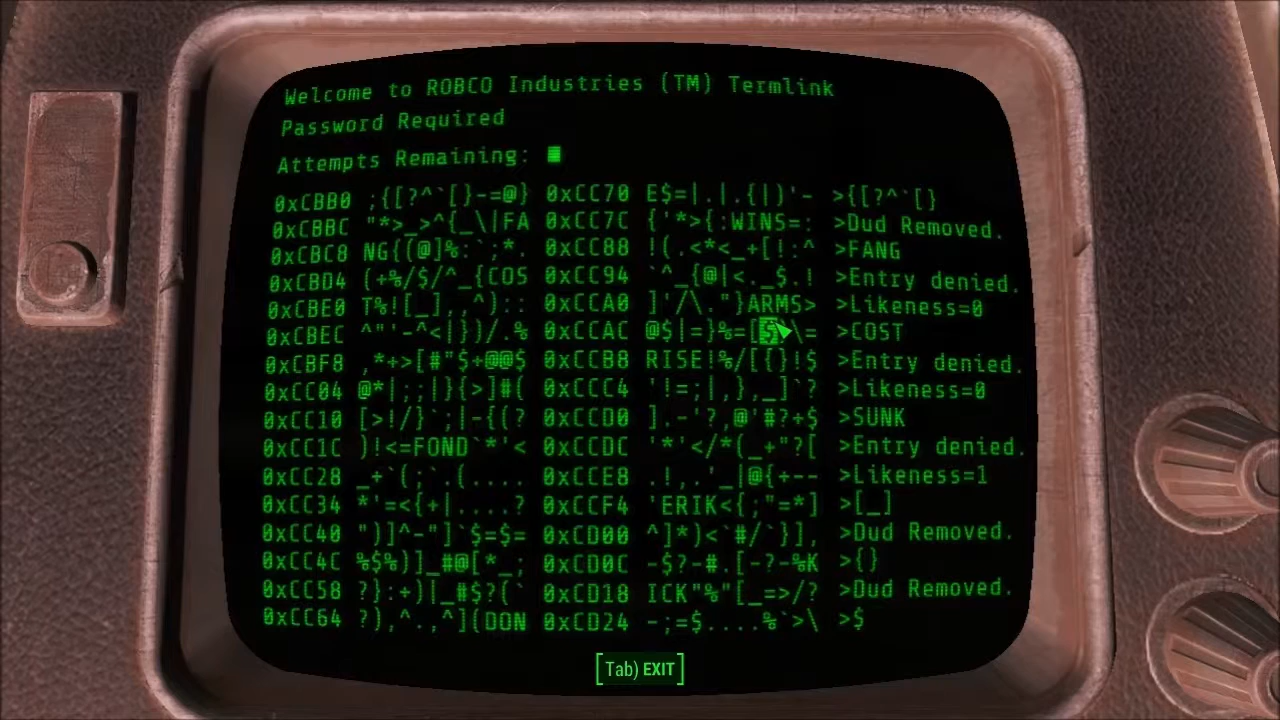 Welcome to ROBCO Industries (TM) Termlink
Password Required
Attempts Remaining: ■
0xCBB0 ;{[?^`[}-=@} 0xCC70 E$=|.|.{|)'- >{[?^`[}
0xCBBC "*>_>^{_\|FA 0xCC7C {'*>{:WINS=: >Dud Removed.
0xCBC8 NG{(@]%:`;*. 0xCC88 !(.<*<_+[!:^ >FANG
0xCBD4 (+%/$/^_{COS 0xCC94 `^_{@|<._$.! >Entry denied.
0xCBE0 T%![_],,^):: 0xCCA0 ]'/\."}ARMS> >Likeness=0
0xCBEC ^"'-^<|})/.% 0xCCAC @$|=}%=[$ \= >COST
0xCBF8 ,*+>[#"$+@@$ 0xCCB8 RISE!%/[{}!$ >Entry denied.
0xCC04 @*|;;|}{>]#( 0xCCC4 '!=;|,},_]`? >Likeness=0
0xCC10 [>!/}`;|-{(? 0xCCD0 ].-'?,@'#?+$ >SUNK
0xCC1C )!<=FOND`*'< 0xCCDC '*'</*(_+"?[ >Entry denied.
0xCC28 _+`(;`.(.... 0xCCE8 .!,.'_|@{+-- >Likeness=1
0xCC34 *'=<{+|....? 0xCCF4 'ERIK<{;"=*] >[_]
0xCC40 ")]^-"]`$=$= 0xCD00 ^]*)<`#/`}], >Dud Removed.
0xCC4C %$%)]_#@[*_; 0xCD0C -$?-#.[-?-%K >{}
0xCC58 ?}:+)|_#$?(` 0xCD18 ICK"%"[_=>/? >Dud Removed.
0xCC64 ?),^.,^](DON 0xCD24 -;=$....%`>\ >$
Tab) EXIT